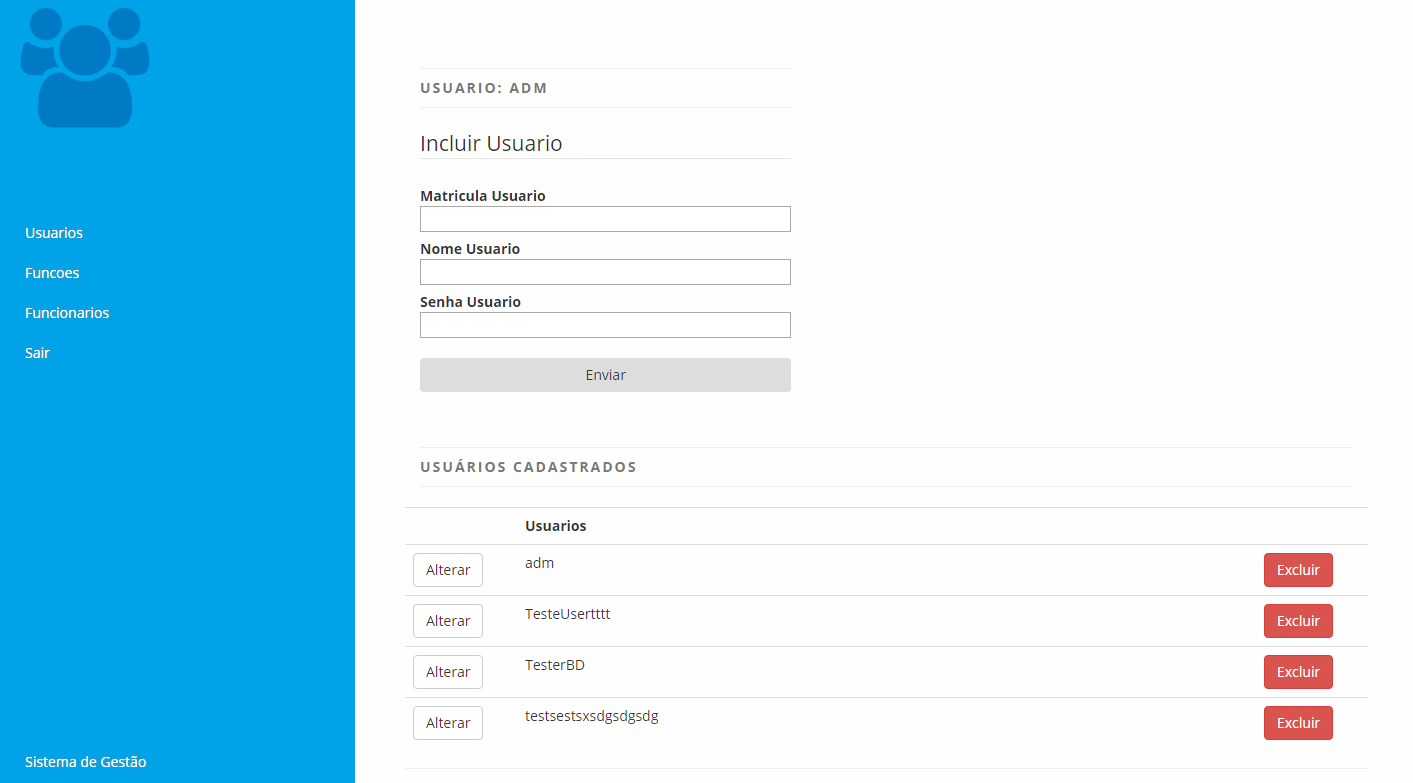 Usuarios
Funcoes
Funcionarios
Sair
Sistema de Gestão
USUARIO: ADM
Incluir Usuario
Matricula Usuario
Nome Usuario
Senha Usuario
Enviar
USUÁRIOS CADASTRADOS
Usuarios
Alterar adm Excluir
Alterar TesteUsertttt Excluir
Alterar TesterBD Excluir
Alterar testsestsxsdgsdgsdg Excluir